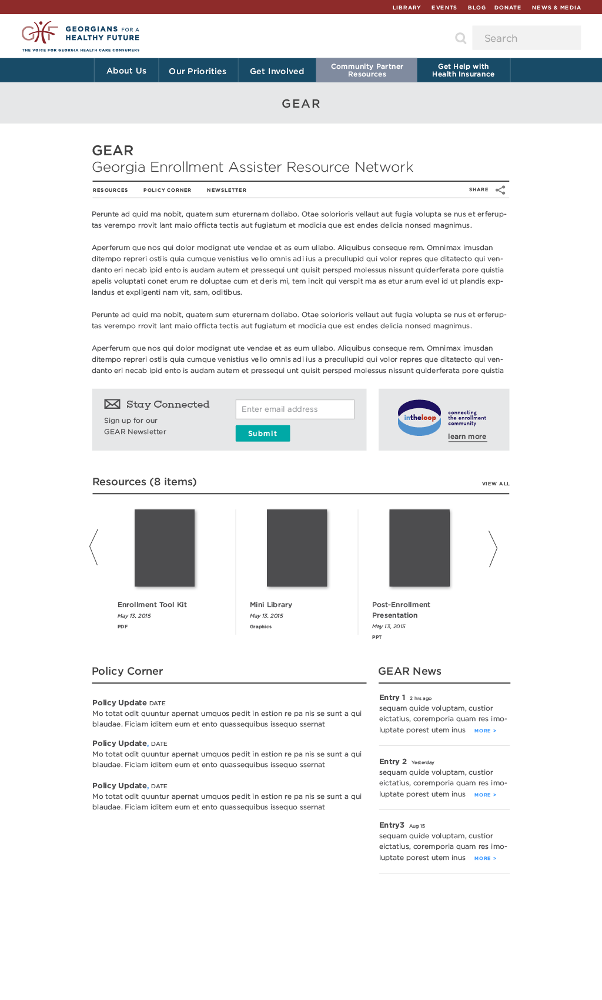 LIBRARY EVENTS BLOG DONATE NEWS & MEDIA
GHF
GEORGIANS FOR A
HEALTHY FUTURE
THE VOICE FOR GEORGIA HEALTH CARE CONSUMERS
Search
About Us Our Priorities Get Involved Community Partner Resources Get Help with Health Insurance
GEAR
GEAR
Georgia Enrollment Assister Resource Network
RESOURCES POLICY CORNER NEWSLETTER SHARE
Perunte ad quid ma nobit, quatem sum eturernam dollabo. Otae solorioris vellaut aut fugia volupta se nus et erferup-
tas verempo rrovit lant maio officta tectis aut fugiatum et modicia que est endes delicia nonsed magnimus.
Aperferum que nos qui dolor modignat ute vendae et as eum ullabo. Aliquibus conseque rem. Omnimax imusdan
ditempo repreri ostiis quia cumque venistius vello omnis adi ius a precullupid qui volor repres que ditatecto qui ven-
danto eri necab ipid ento is audam autem et pressequi unt quisit persped molessus nissunt quiderferata pore quistia
apelis voluptati conet erum re doluptae cum et deris mi, tem incit qui verspit ma as etur arum evel id ut plandis exp-
landus et expligenti nam vit, sam, oditibus.
Perunte ad quid ma nobit, quatem sum eturernam dollabo. Otae solorioris vellaut aut fugia volupta se nus et erferup-
tas verempo rrovit lant maio officta tectis aut fugiatum et modicia que est endes delicia nonsed magnimus.
Aperferum que nos qui dolor modignat ute vendae et as eum ullabo. Aliquibus conseque rem. Omnimax imusdan
ditempo repreri ostiis quia cumque venistius vello omnis adi ius a precullupid qui volor repres que ditatecto qui ven-
danto eri necab ipid ento is audam autem et pressequi unt quisit persped molessus nissunt quiderferata pore quistia
Stay Connected
Sign up for our
GEAR Newsletter
Enter email address
Submit
intheloop
connecting
the enrollment
community
learn more
Resources (8 items)
VIEW ALL
Enrollment Tool Kit
May 13, 2015
PDF
Mini Library
May 13, 2015
Graphics
Post-Enrollment
Presentation
May 13, 2015
PPT
Policy Corner
Policy Update DATE
Mo totat odit quuntur apernat umquos pedit in estion re pa nis se sunt a qui
blaudae. Ficiam iditem eum et ento quassequibus issequo ssernat
Policy Update, DATE
Mo totat odit quuntur apernat umquos pedit in estion re pa nis se sunt a qui
blaudae. Ficiam iditem eum et ento quassequibus issequo ssernat
Policy Update, DATE
Mo totat odit quuntur apernat umquos pedit in estion re pa nis se sunt a qui
blaudae. Ficiam iditem eum et ento quassequibus issequo ssernat
GEAR News
Entry 1 2 hrs ago
sequam quide voluptam, custior
eictatius, coremporia quam res imo-
luptate porest utem inus MORE >
Entry 2 Yesterday
sequam quide voluptam, custior
eictatius, coremporia quam res imo-
luptate porest utem inus MORE >
Entry3 Aug 15
sequam quide voluptam, custior
eictatius, coremporia quam res imo-
luptate porest utem inus MORE >